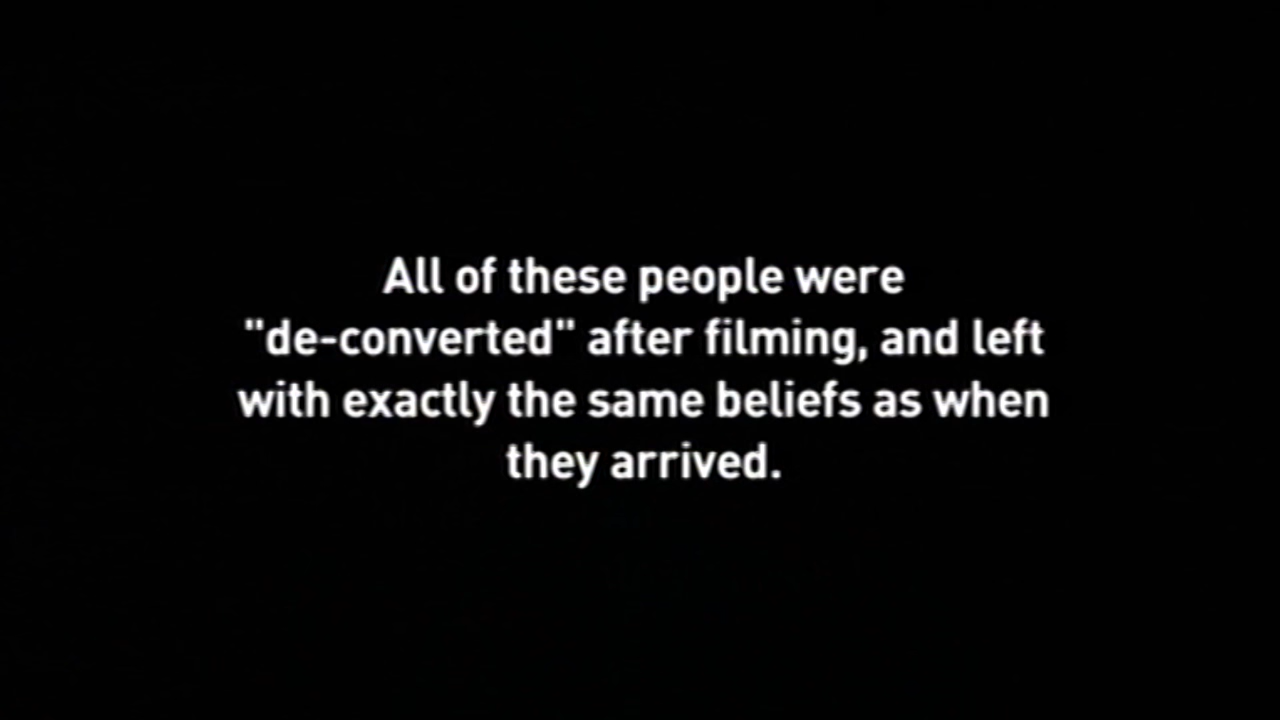 All of these people were
"de-converted" after filming, and left
with exactly the same beliefs as when
they arrived.